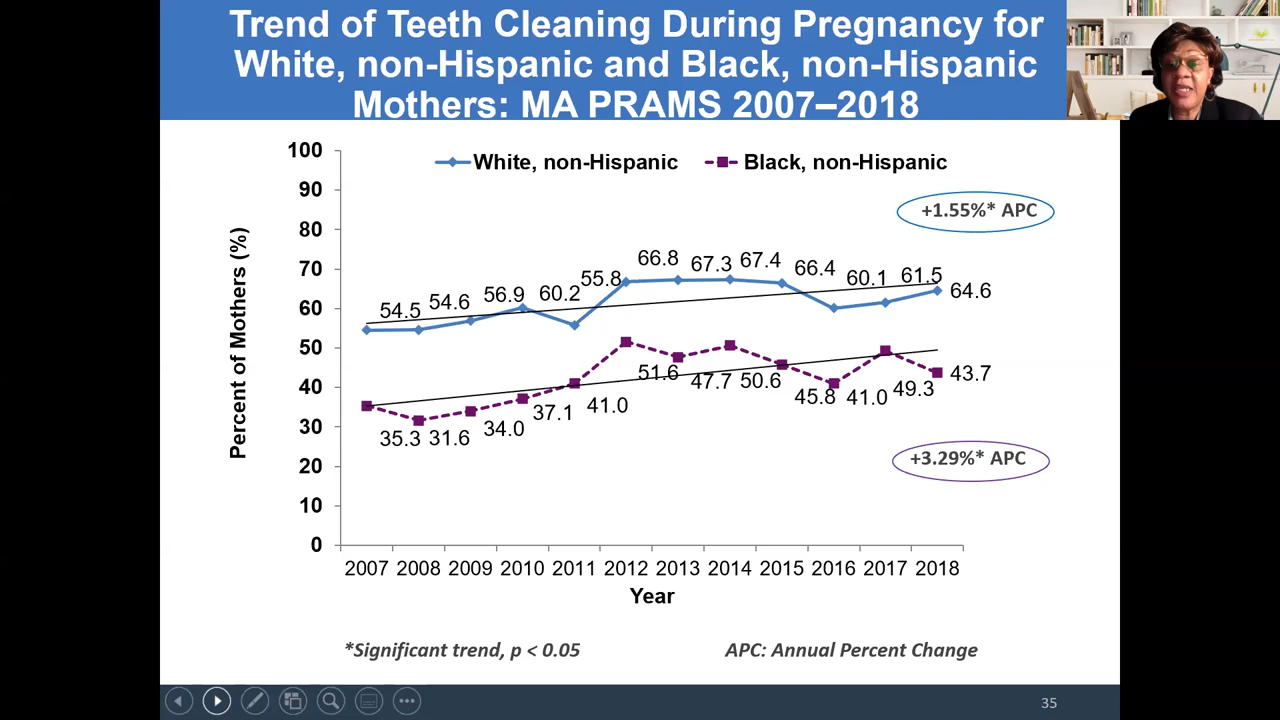 Trend of Teeth Cleaning During Pregnancy for
White, non-Hispanic and Black, non-Hispanic
Mothers: MA PRAMS 2007–2018
White, non-Hispanic
Black, non-Hispanic
Percent of Mothers (%)
100
90
80
70
60
50
40
30
20
10
0
+1.55%* APC
54.5 54.6 56.9 60.2 55.8 66.8 67.3 67.4 66.4 60.1 61.5 64.6
35.3 31.6 34.0 37.1 41.0 51.6 47.7 50.6 45.8 41.0 49.3 43.7
+3.29%* APC
2007 2008 2009 2010 2011 2012 2013 2014 2015 2016 2017 2018
Year
*Significant trend, p < 0.05
APC: Annual Percent Change
35